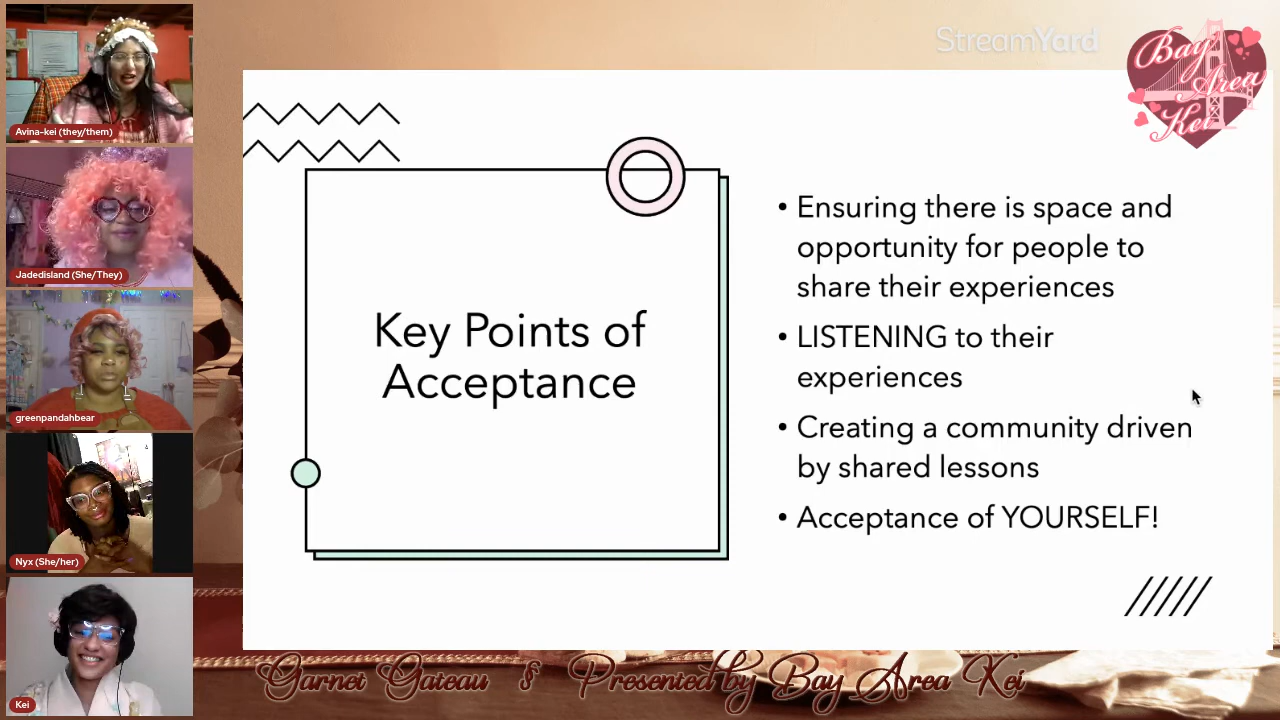 StreamYard
Bay
Area
Kei
Avina-kei (they/them)
Jadedisland (She/They)
greenpandahbear
Nyx (She/her)
Kei
Key Points of
Acceptance
• Ensuring there is space and
opportunity for people to
share their experiences
• LISTENING to their
experiences
• Creating a community driven
by shared lessons
• Acceptance of YOURSELF!
Garnet Gateau § Presented by Bay Area Kei